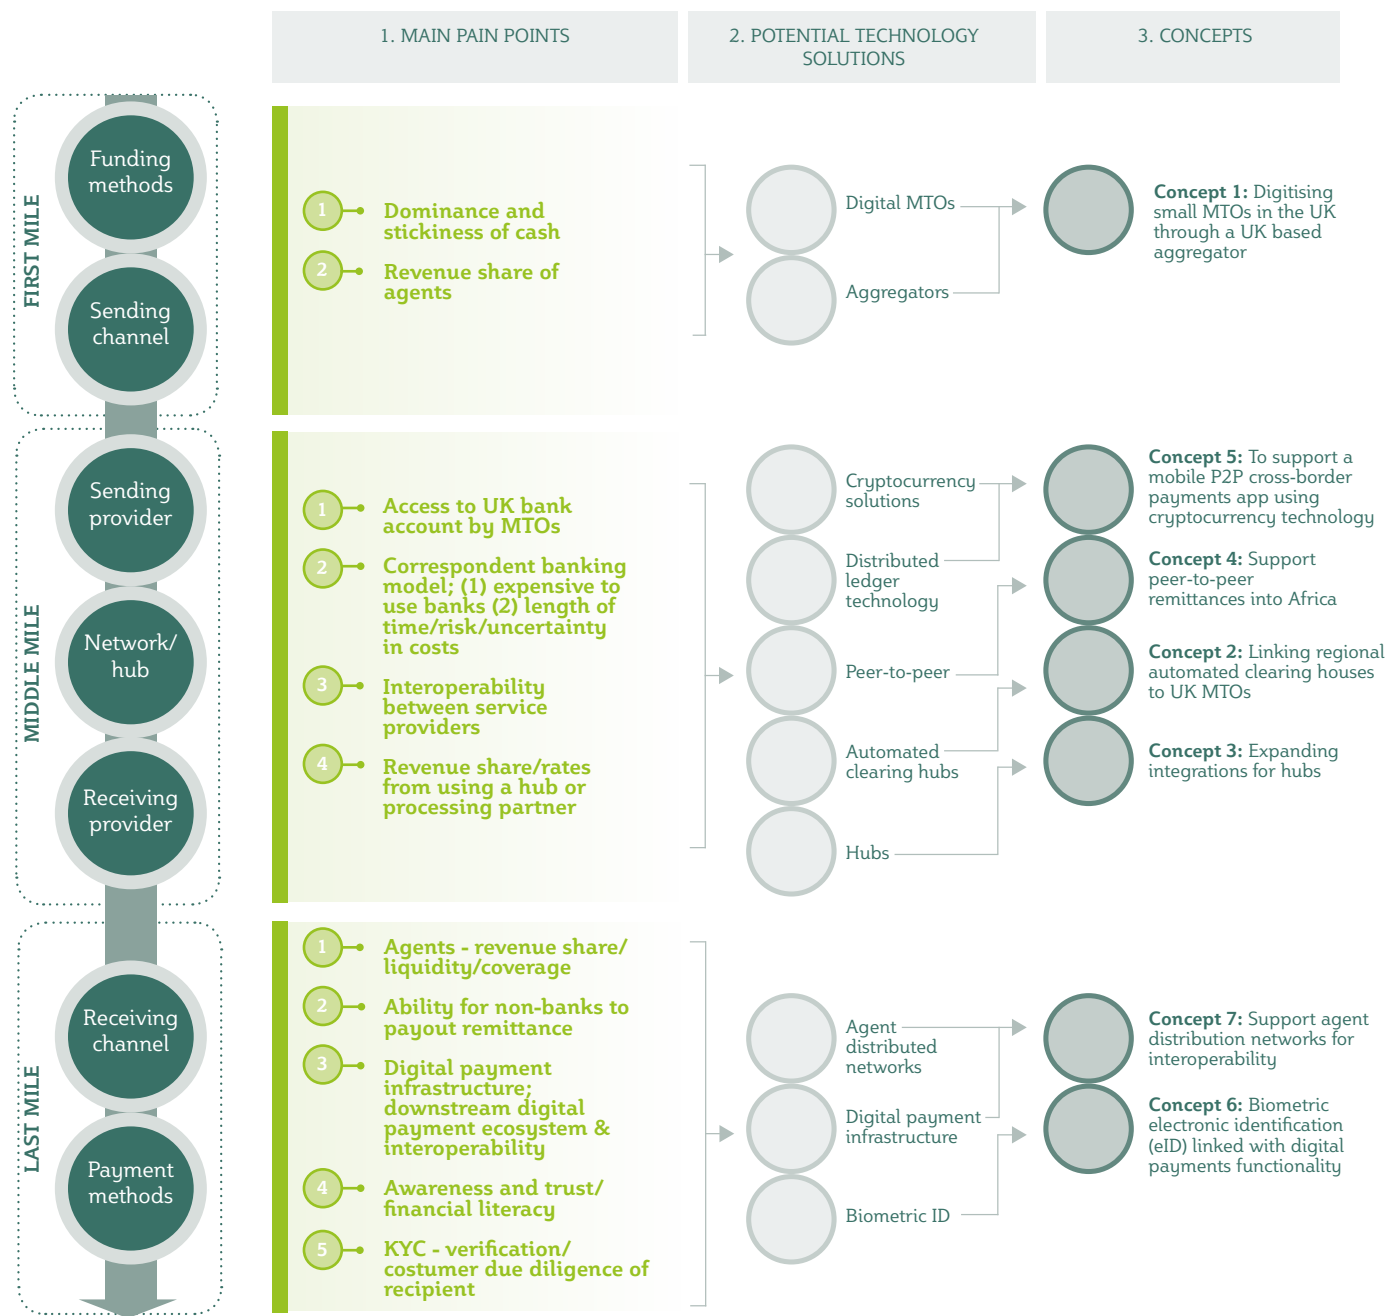 1. MAIN PAIN POINTS
2. POTENTIAL TECHNOLOGY
SOLUTIONS
3. CONCEPTS
FIRST MILE
Funding
methods
Sending
channel
1
Dominance and
stickiness of cash
2
Revenue share of
agents
Digital MTOs
Aggregators
Concept 1: Digitising
small MTOs in the UK
through a UK based
aggregator
MIDDLE MILE
Sending
provider
Network/
hub
Receiving
provider
1
Access to UK bank
account by MTOs
2
Correspondent banking
model; (1) expensive to
use banks (2) length of
time/risk/uncertainty
in costs
3
Interoperability
between service
providers
4
Revenue share/rates
from using a hub or
processing partner
Cryptocurrency
solutions
Distributed
ledger
technology
Peer-to-peer
Automated
clearing hubs
Hubs
Concept 5: To support a
mobile P2P cross-border
payments app using
cryptocurrency technology
Concept 4: Support
peer-to-peer
remittances into Africa
Concept 2: Linking regional
automated clearing houses
to UK MTOs
Concept 3: Expanding
integrations for hubs
LAST MILE
Receiving
channel
Payment
methods
1
Agents - revenue share/
liquidity/coverage
2
Ability for non-banks to
payout remittance
3
Digital payment
infrastructure;
downstream digital
payment ecosystem &
interoperability
4
Awareness and trust/
financial literacy
5
KYC - verification/
costumer due diligence of
recipient
Agent
distributed
networks
Digital payment
infrastructure
Biometric ID
Concept 7: Support agent
distribution networks for
interoperability
Concept 6: Biometric
electronic identification
(eID) linked with digital
payments functionality